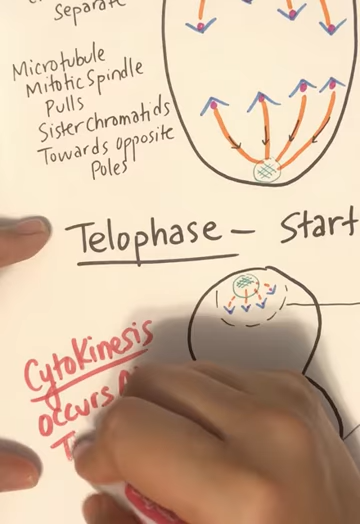 Separate
Microtubule
Mitotic Spindle
Pulls
Sister Chromatids
Towards Opposite
Poles
Telophase – Start
Cytokinesis
occurs